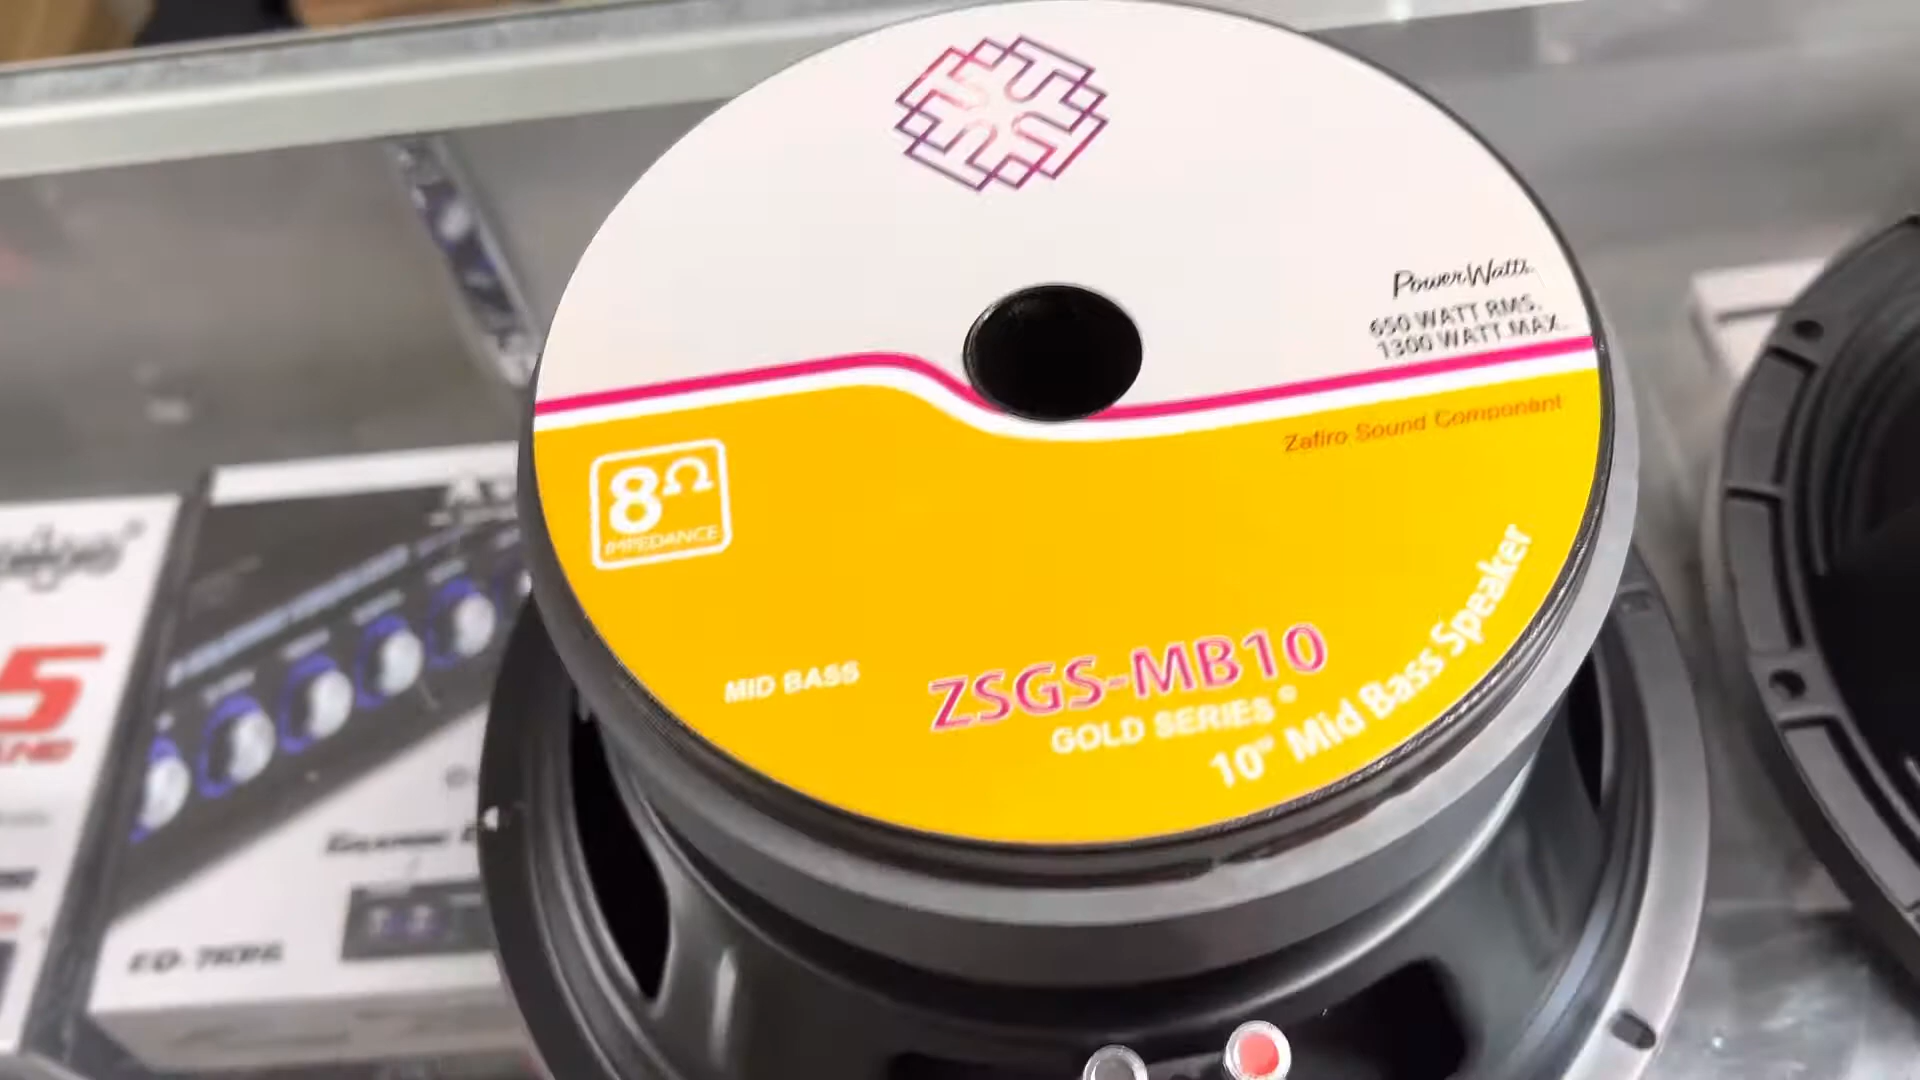 PowerWatts
650 WATT RMS.
1300 WATT MAX.
Zafiro Sound Component
8Ω
IMPEDANCE
MID BASS
ZSGS-MB10
GOLD SERIES
10" Mid Bass Speaker
5